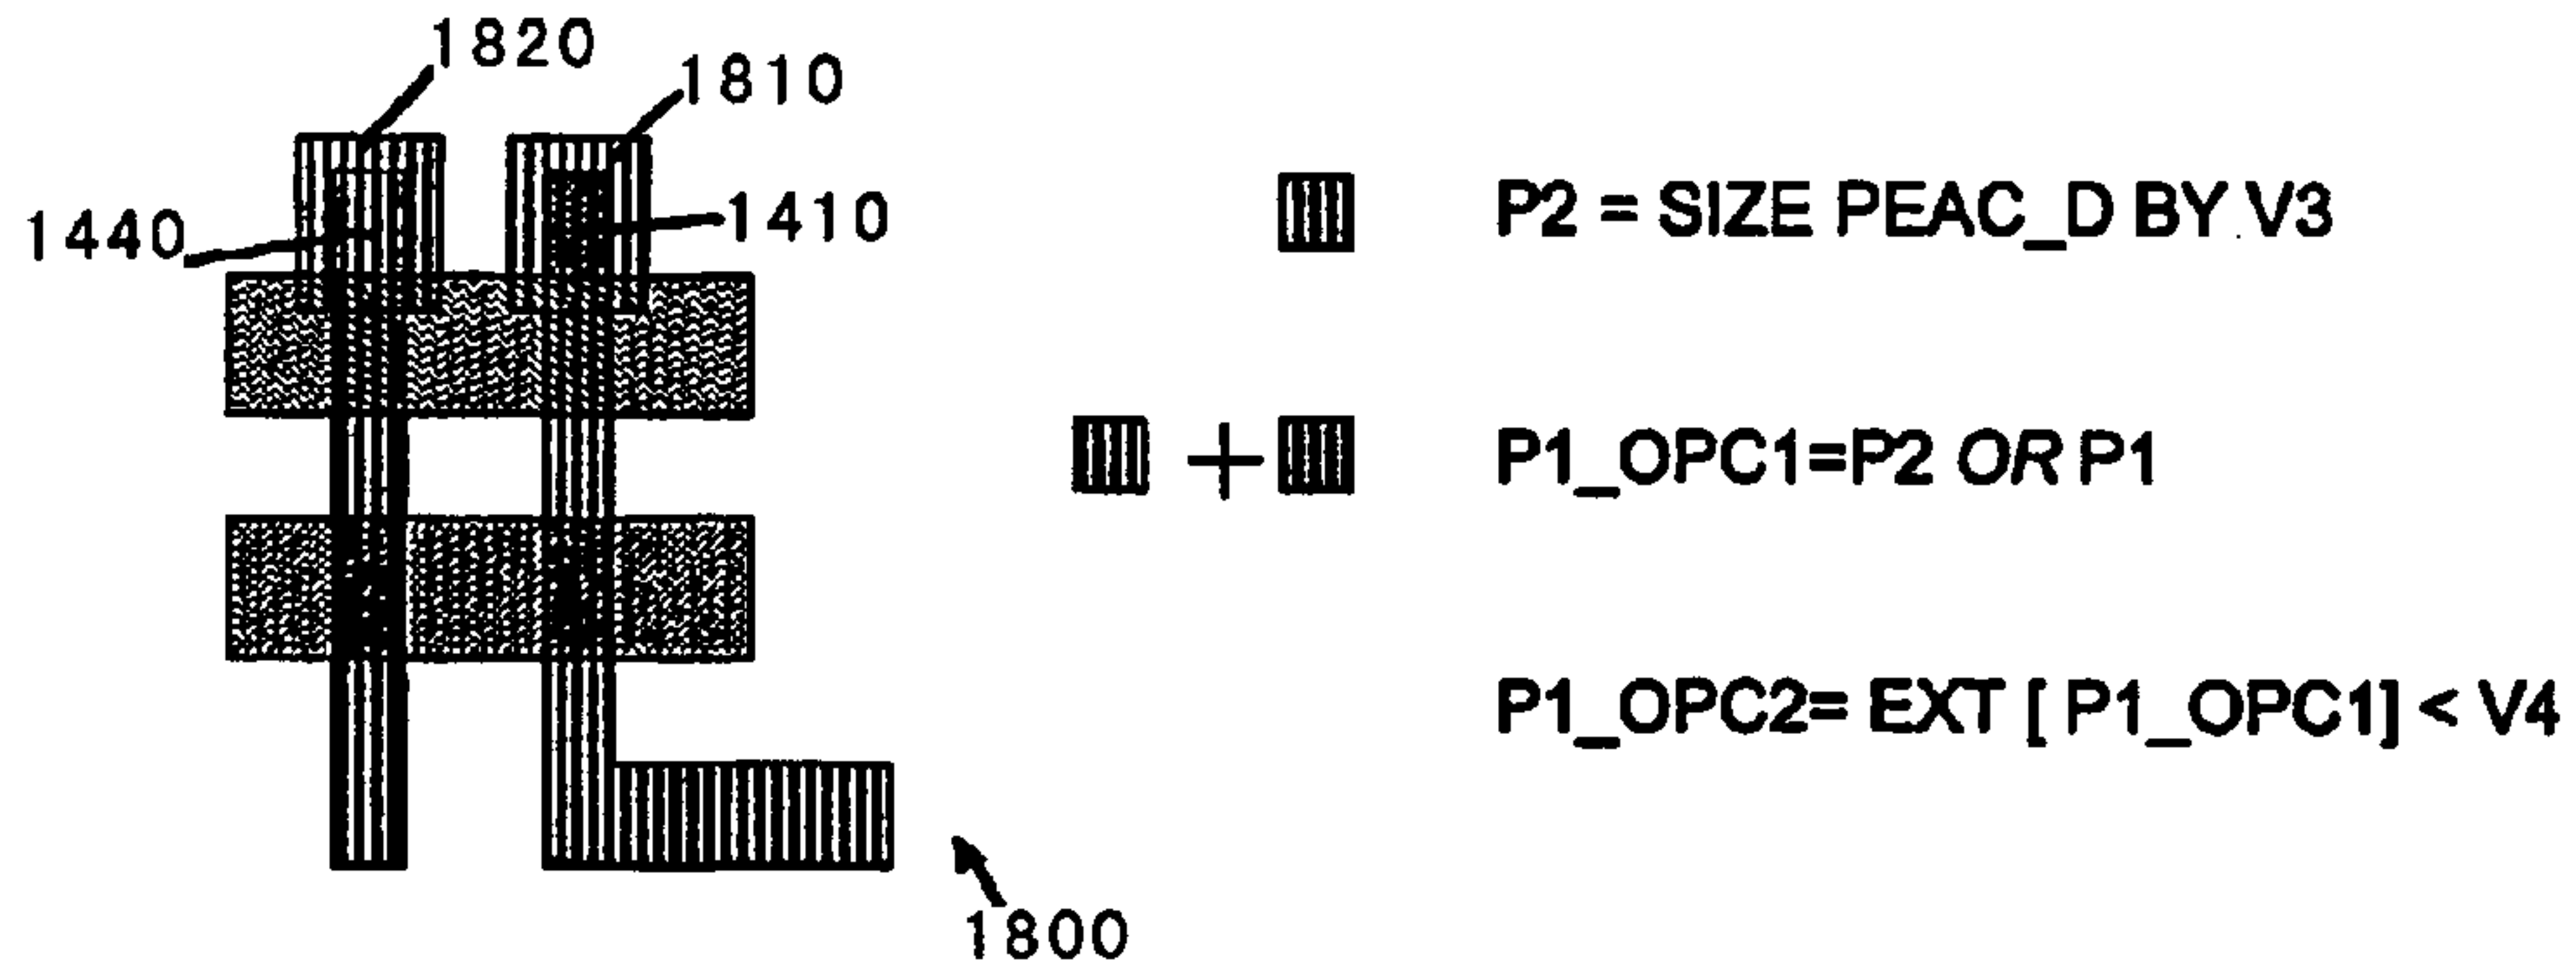 1820
1810
1440
1410
P2 = SIZE PEAC_D BY V3
+ P1_OPC1=P2 OR P1
P1_OPC2= EXT [ P1_OPC1] < V4
1800